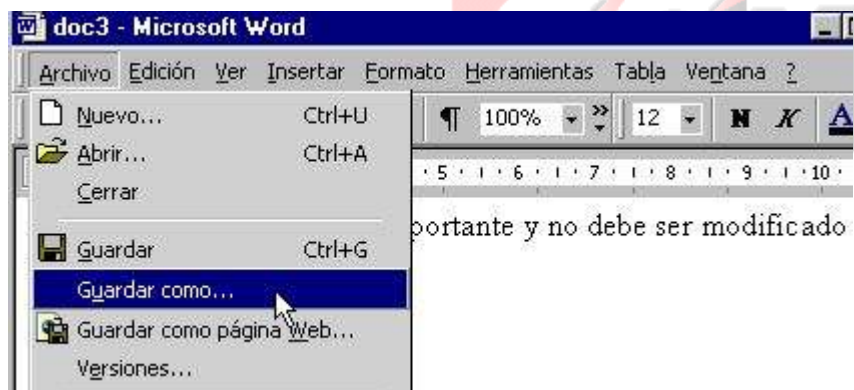 doc3 - Microsoft Word
Archivo Edición Ver Insertar Formato Herramientas Tabla Ventana ?
Nuevo... Ctrl+U ¶ 100% 12 N K A
Abrir... Ctrl+A
5 6 7 8 9 10
Cerrar
portante y no debe ser modificado
Guardar Ctrl+G
Guardar como...
Guardar como página Web...
Versiones...